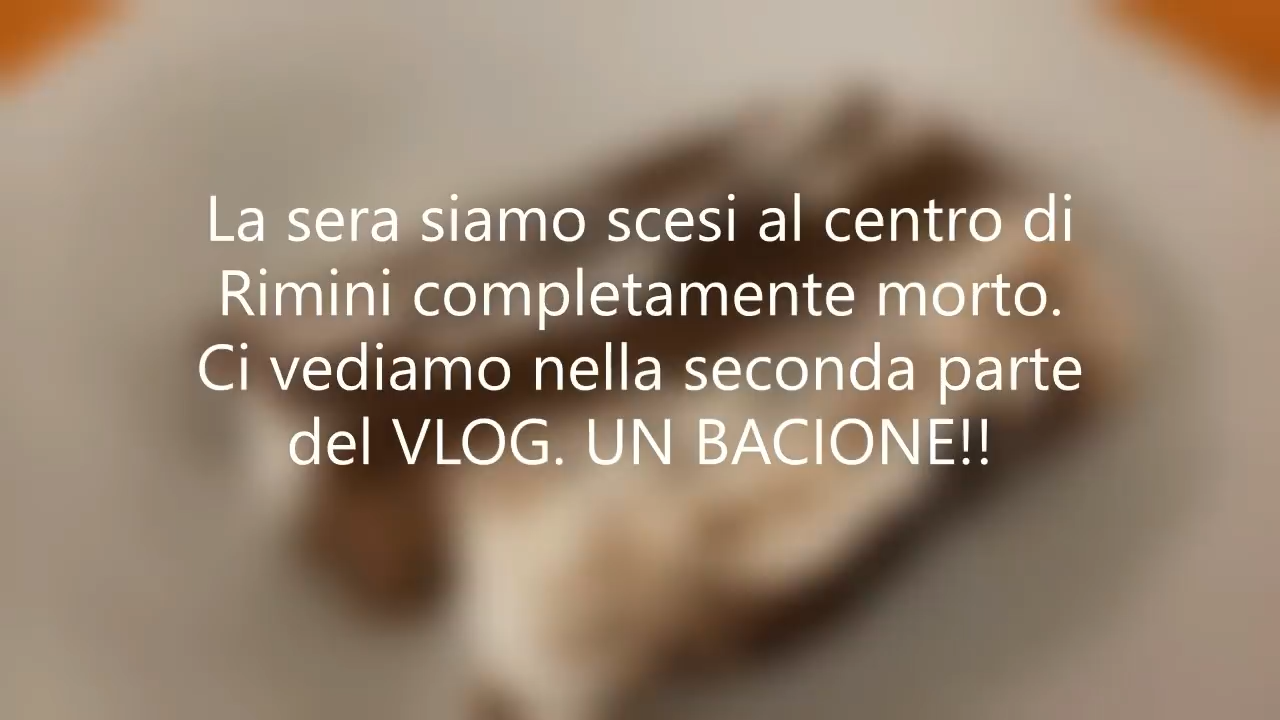 La sera siamo scesi al centro di
Rimini completamente morto.
Ci vediamo nella seconda parte
del VLOG. UN BACIONE!!